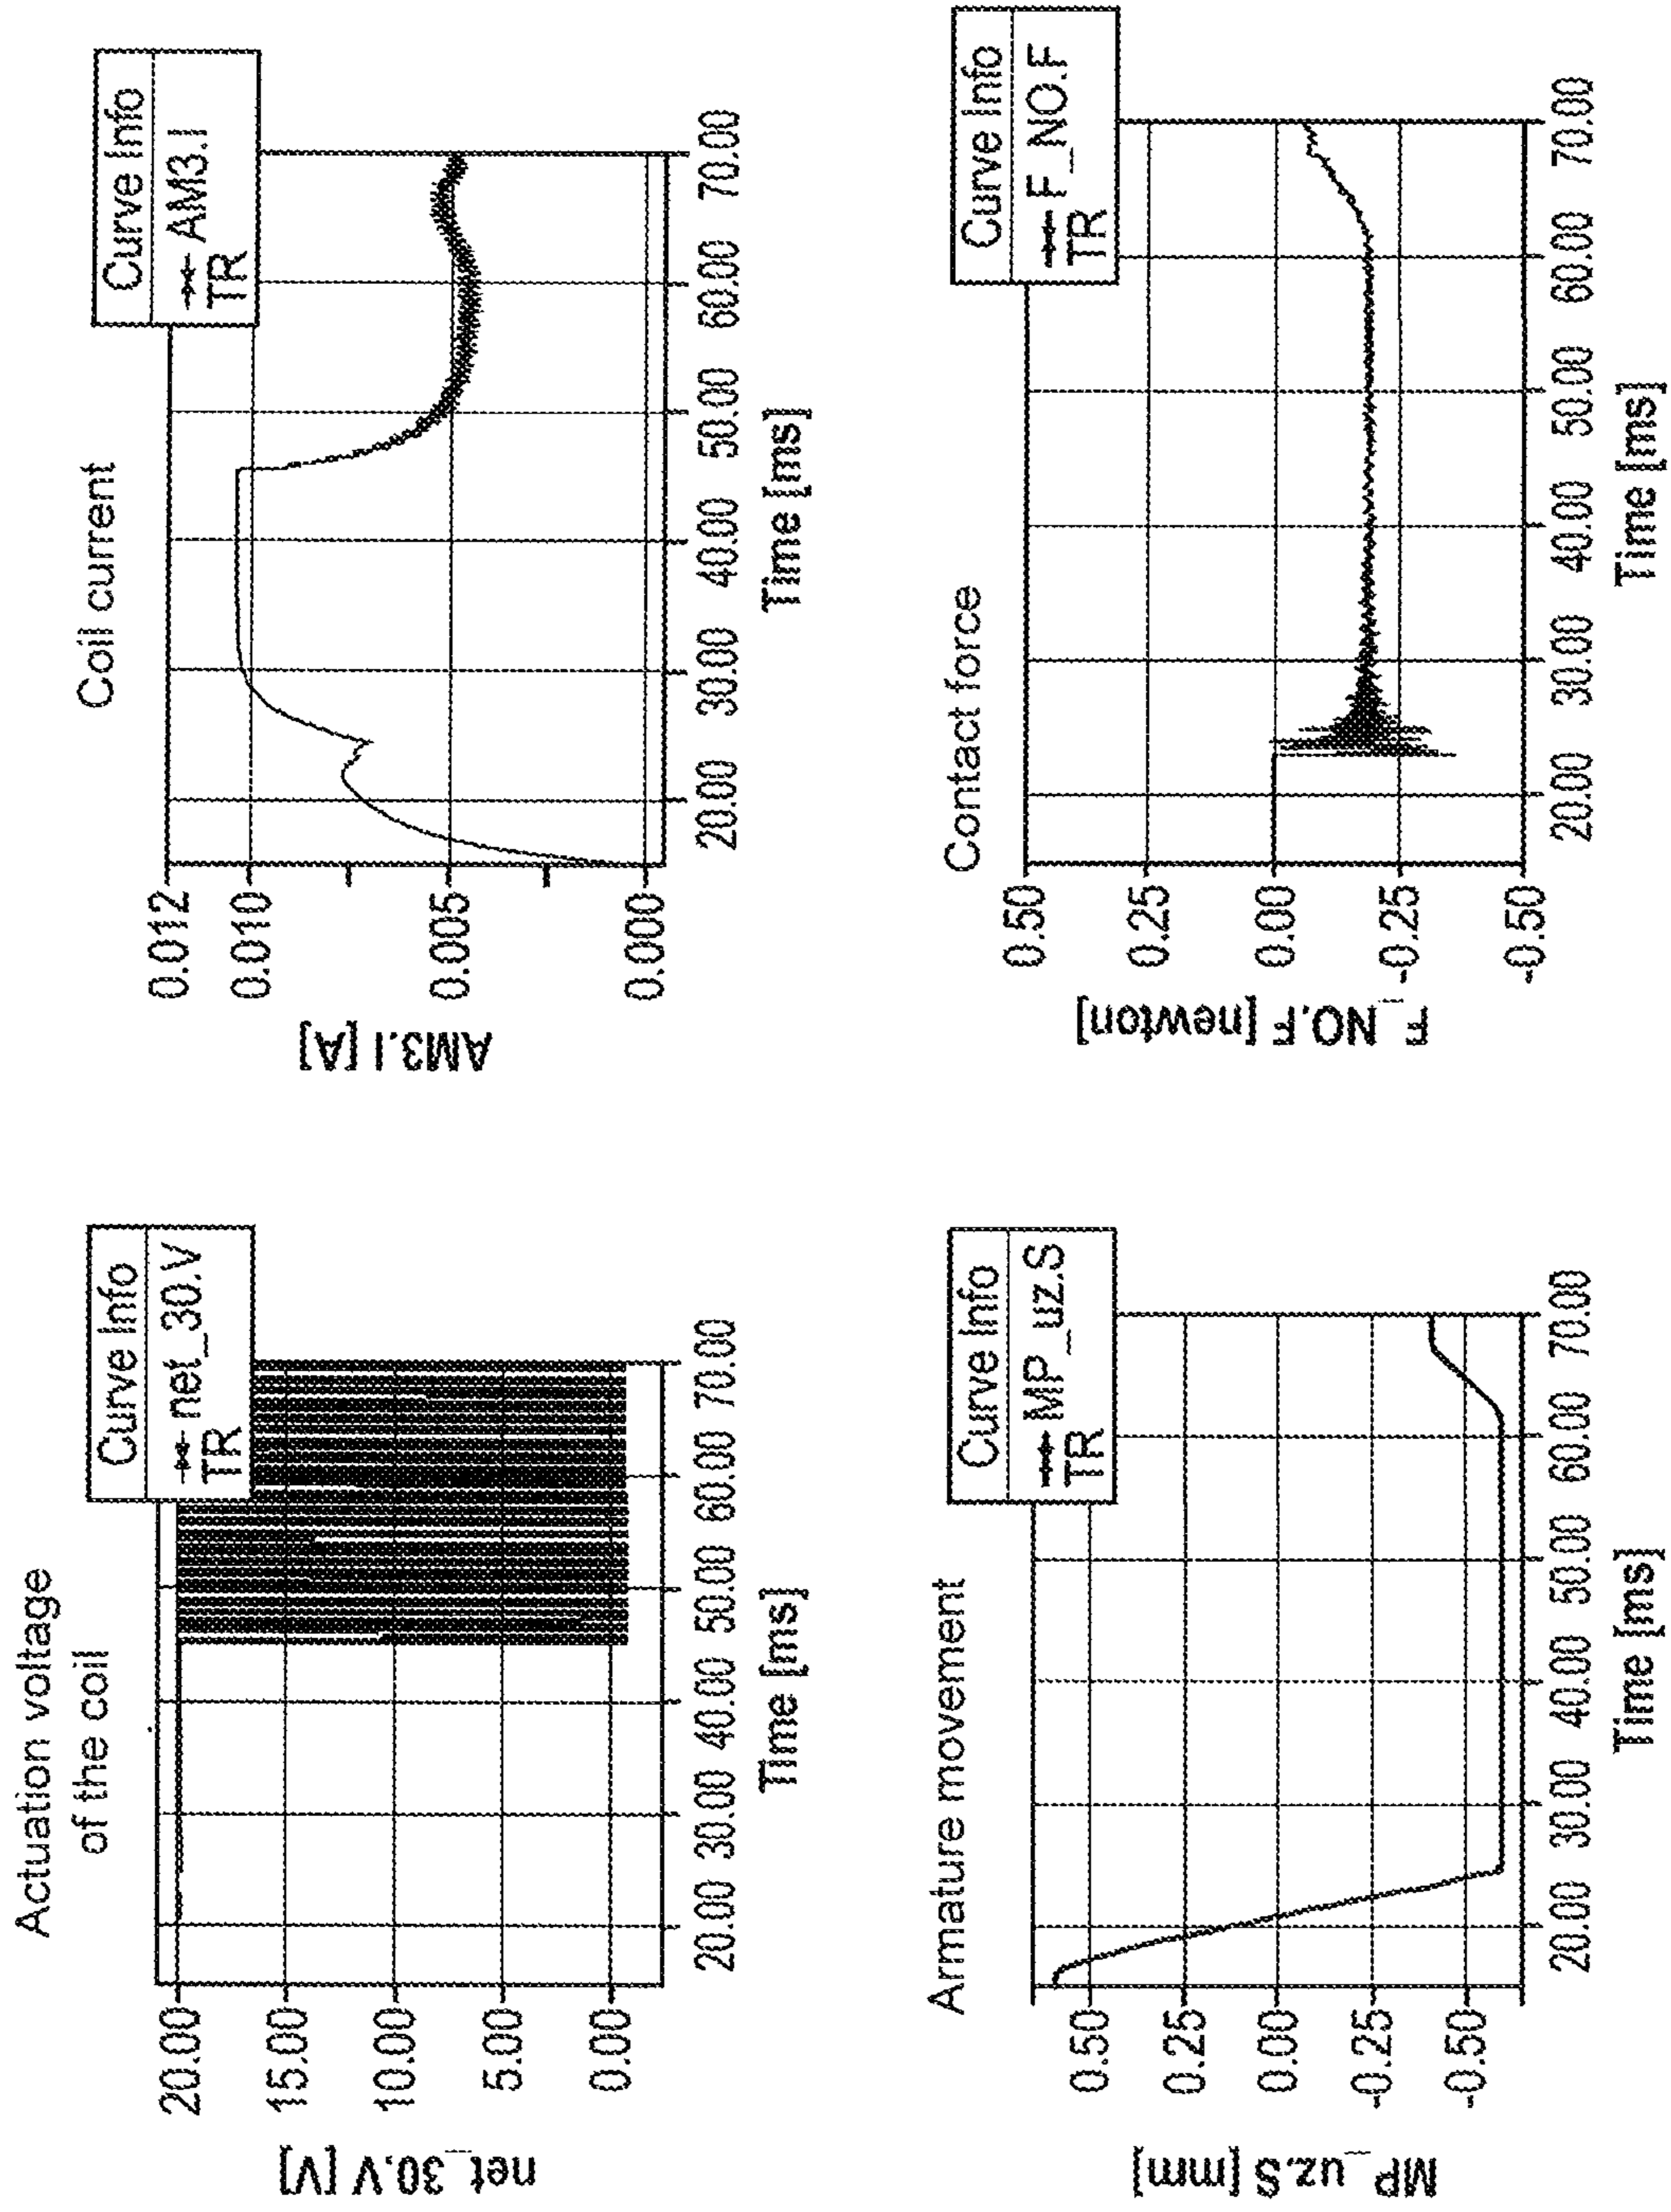 Actuation voltage
of the coil
net_30.V [V]
20.00
15.00
10.00
5.00
0.00
Curve Info
net_30.V
TR
20.00 30.00 40.00 50.00 60.00 70.00
Time [ms]
Coil current
AM3.I [A]
0.012
0.010
0.005
0.000
Curve Info
AM3.I
TR
20.00 30.00 40.00 50.00 60.00 70.00
Time [ms]
Armature movement
MP_uz.S [mm]
0.50
0.25
0.00
-0.25
-0.50
Curve Info
MP_uz.S
TR
20.00 30.00 40.00 50.00 60.00 70.00
Time [ms]
Contact force
F_NO.F [newton]
0.50
0.25
0.00
-0.25
-0.50
Curve Info
F_NO.F
TR
20.00 30.00 40.00 50.00 60.00 70.00
Time [ms]